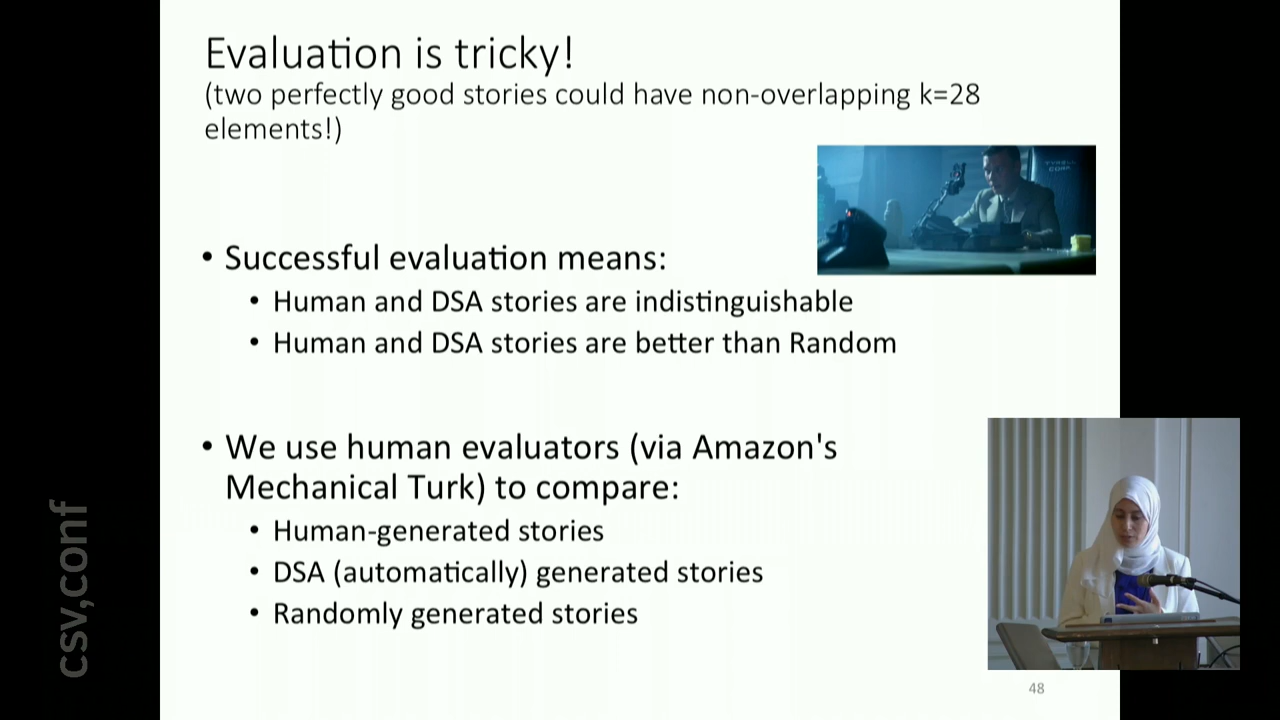 Evaluation is tricky!
(two perfectly good stories could have non-overlapping k=28
elements!)
TYRELL
CORP
• Successful evaluation means:
• Human and DSA stories are indistinguishable
• Human and DSA stories are better than Random
• We use human evaluators (via Amazon's
Mechanical Turk) to compare:
• Human-generated stories
• DSA (automatically) generated stories
• Randomly generated stories
csv,conf
48